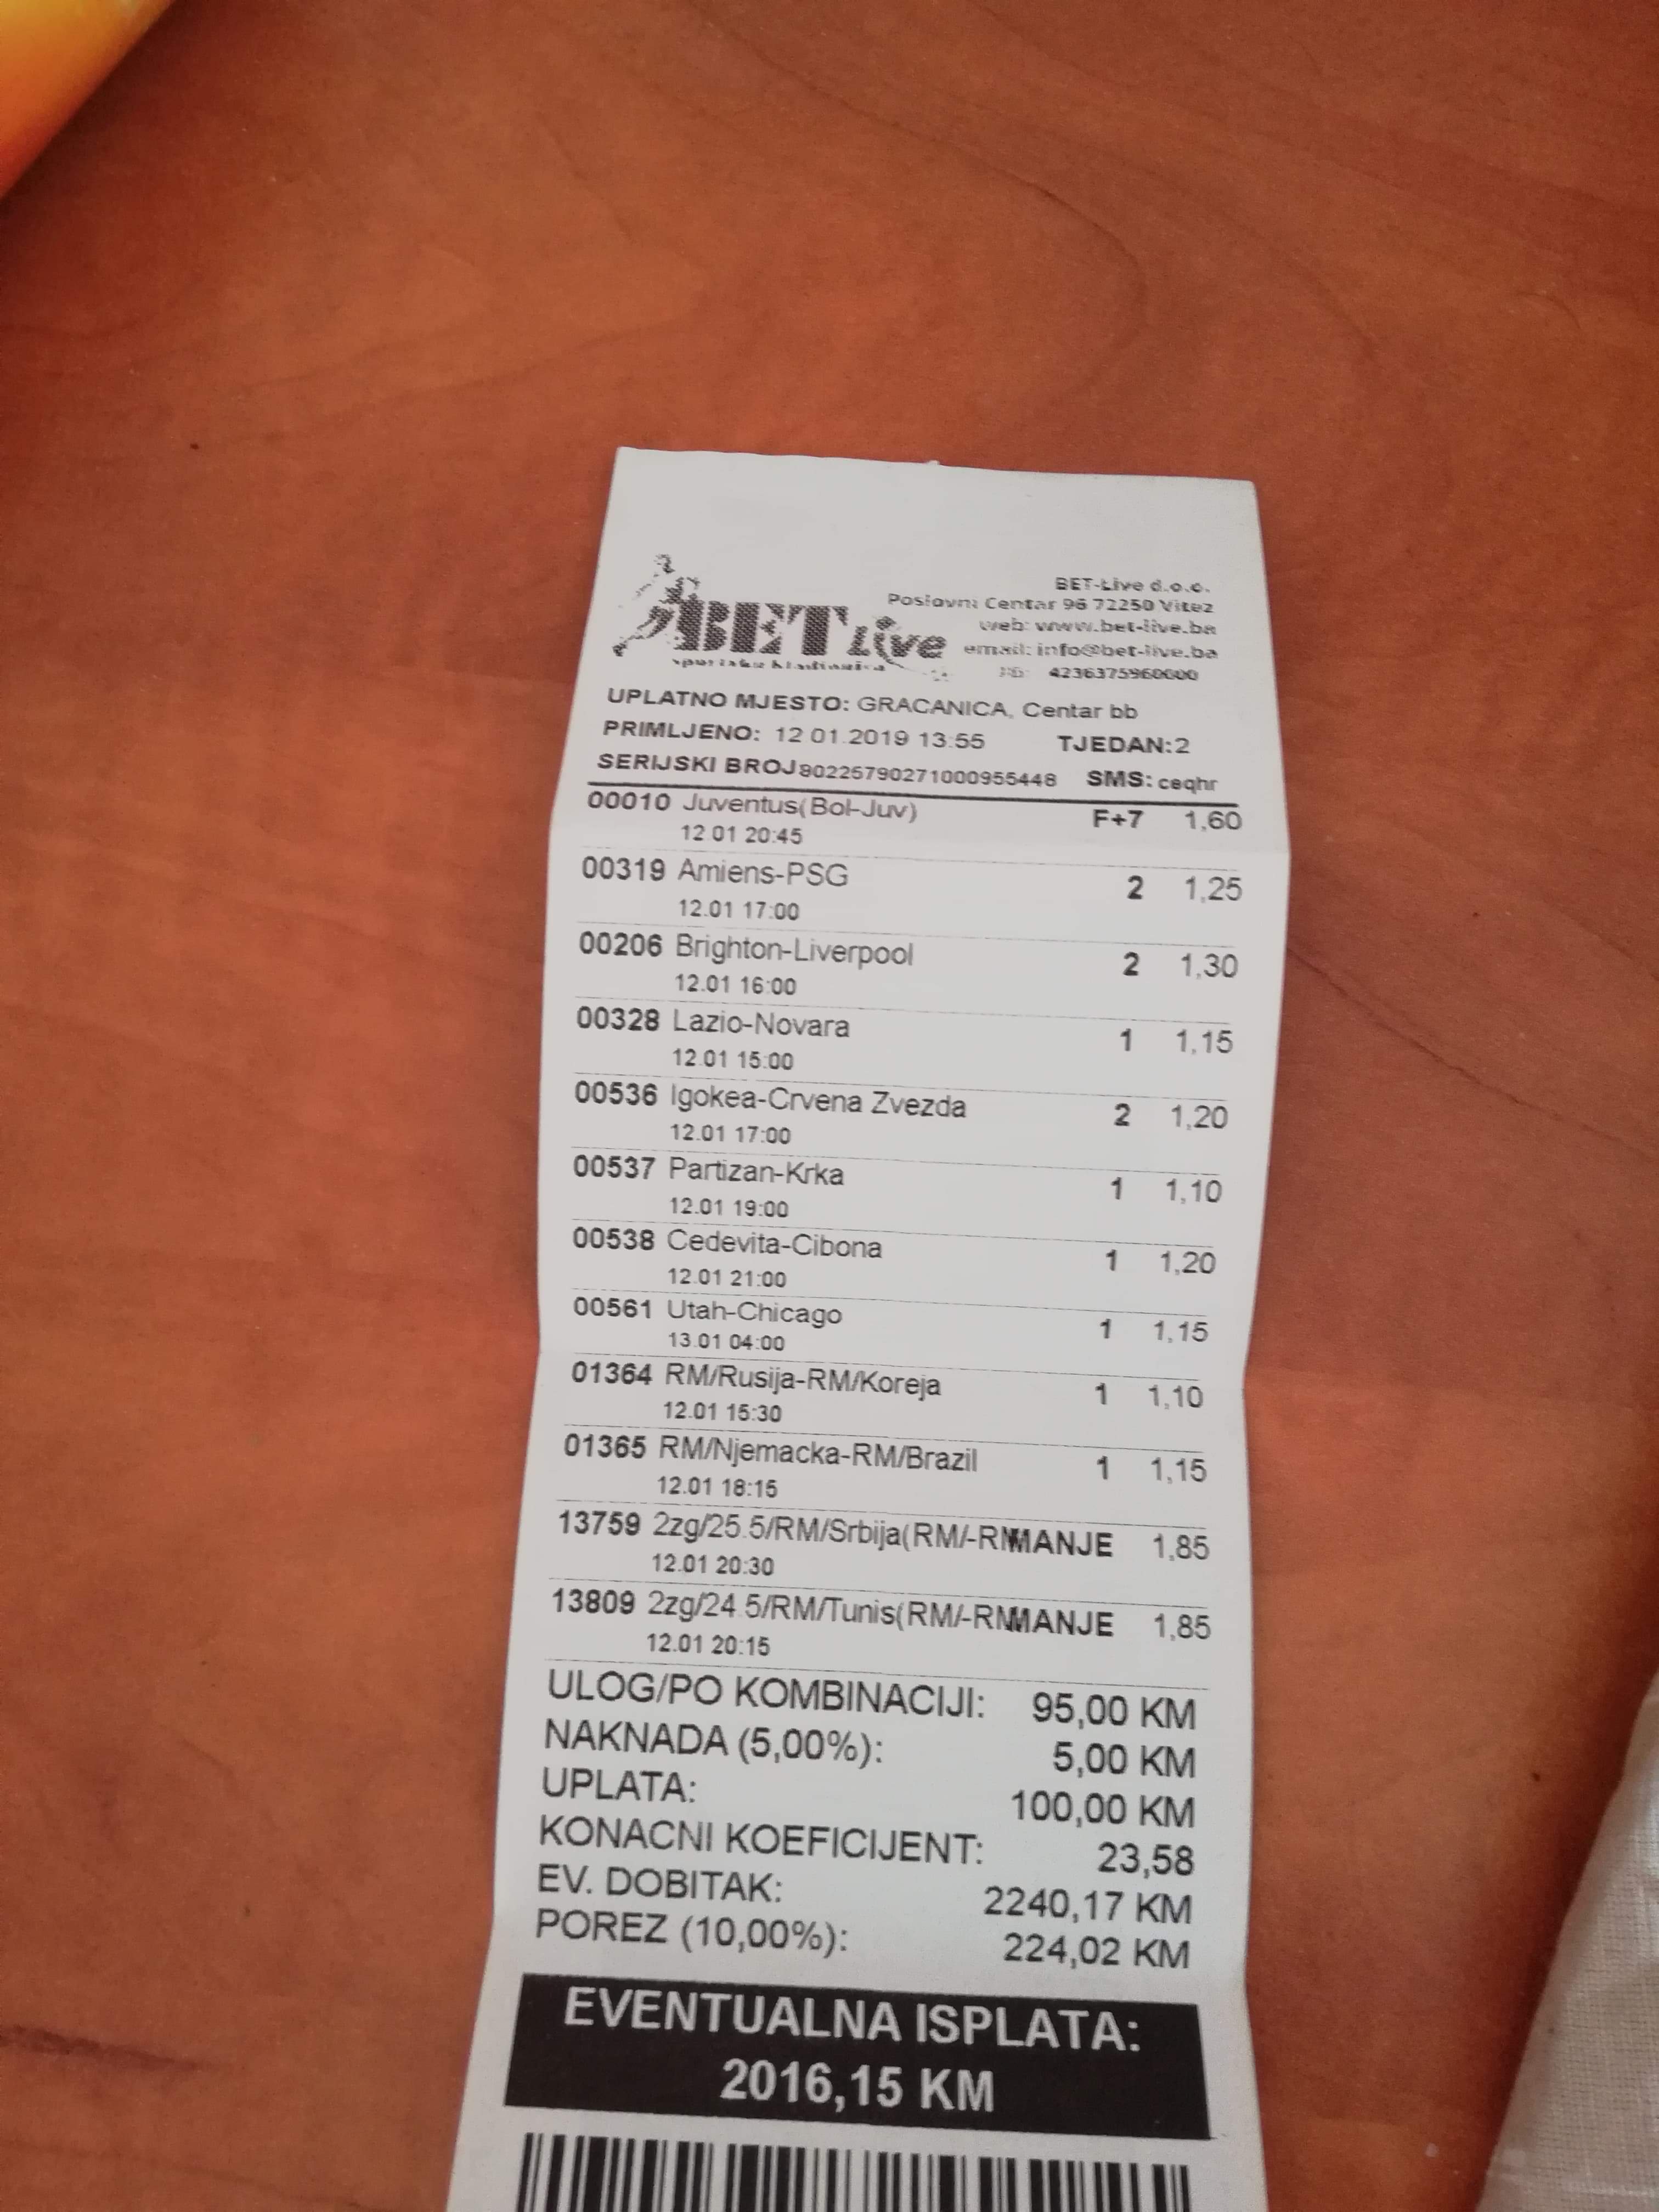 BET Live
sportska kladionica
BET-Live d.o.o.
Poslovni Centar 96 72250 Vitez
web: www.bet-live.ba
email: info@bet-live.ba
4236375960000
UPLATNO MJESTO: GRACANICA, Centar bb
PRIMLJENO: 12.01.2019 13:55 TJEDAN:2
SERIJSKI BROJ 80225790271000955448 SMS: ceqhr
00010 Juventus(Bol-Juv) F+7 1,60
12.01 20:45
00319 Amiens-PSG 2 1,25
12.01 17:00
00206 Brighton-Liverpool 2 1,30
12.01 16:00
00328 Lazio-Novara 1 1,15
12.01 15:00
00536 Igokea-Crvena Zvezda 2 1,20
12.01 17:00
00537 Partizan-Krka 1 1,10
12.01 19:00
00538 Cedevita-Cibona 1 1,20
12.01 21:00
00561 Utah-Chicago 1 1,15
13.01 04:00
01364 RM/Rusija-RM/Koreja 1 1,10
12.01 15:30
01365 RM/Njemacka-RM/Brazil 1 1,15
12.01 18:15
13759 2zg/25.5/RM/Srbija(RM/-RM MANJE 1,85
12.01 20:30
13809 2zg/24.5/RM/Tunis(RM/-RM MANJE 1,85
12.01 20:15
ULOG/PO KOMBINACIJI: 95,00 KM
NAKNADA (5,00%): 5,00 KM
UPLATA: 100,00 KM
KONACNI KOEFICIJENT: 23,58
EV. DOBITAK: 2240,17 KM
POREZ (10,00%): 224,02 KM
EVENTUALNA ISPLATA:
2016,15 KM